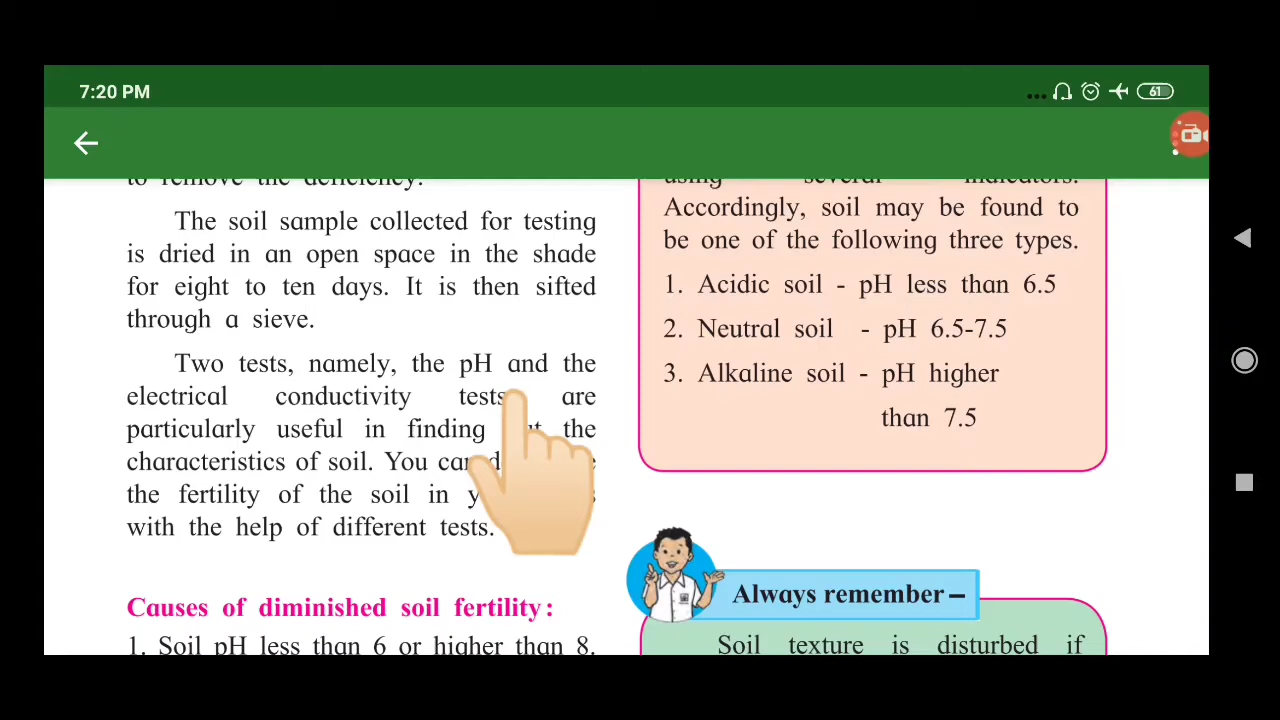 7:20 PM
61
to remove the deficiency.
The soil sample collected for testing
is dried in an open space in the shade
for eight to ten days. It is then sifted
through a sieve.
Two tests, namely, the pH and the
electrical conductivity tests are
particularly useful in finding the
characteristics of soil. You can
the fertility of the soil in
with the help of different tests.
Causes of diminished soil fertility:
1. Soil pH less than 6 or higher than 8.
using several indicators.
Accordingly, soil may be found to
be one of the following three types.
1. Acidic soil - pH less than 6.5
2. Neutral soil - pH 6.5-7.5
3. Alkaline soil - pH higher
than 7.5
Always remember –
Soil texture is disturbed if